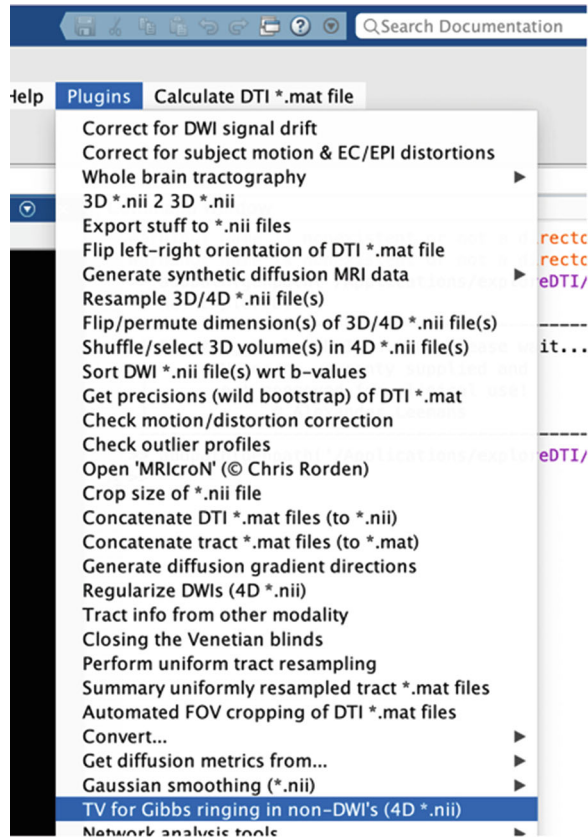 Search Documentation
Help Plugins Calculate DTI *.mat file
Correct for DWI signal drift
Correct for subject motion & EC/EPI distortions
Whole brain tractography
3D *.nii 2 3D *.nii
Export stuff to *.nii files
Flip left-right orientation of DTI *.mat file
Generate synthetic diffusion MRI data
Resample 3D/4D *.nii file(s)
Flip/permute dimension(s) of 3D/4D *.nii file(s)
Shuffle/select 3D volume(s) in 4D *.nii file(s)
Sort DWI *.nii file(s) wrt b-values
Get precisions (wild bootstrap) of DTI *.mat
Check motion/distortion correction
Check outlier profiles
Open 'MRIcroN' (© Chris Rorden)
Crop size of *.nii file
Concatenate DTI *.mat files (to *.nii)
Concatenate tract *.mat files (to *.mat)
Generate diffusion gradient directions
Regularize DWIs (4D *.nii)
Tract info from other modality
Closing the Venetian blinds
Perform uniform tract resampling
Summary uniformly resampled tract *.mat files
Automated FOV cropping of DTI *.mat files
Convert...
Get diffusion metrics from...
Gaussian smoothing (*.nii)
TV for Gibbs ringing in non-DWI's (4D *.nii)
Network analysis tools
recto
recto
eDTI/
it...
eDTI/